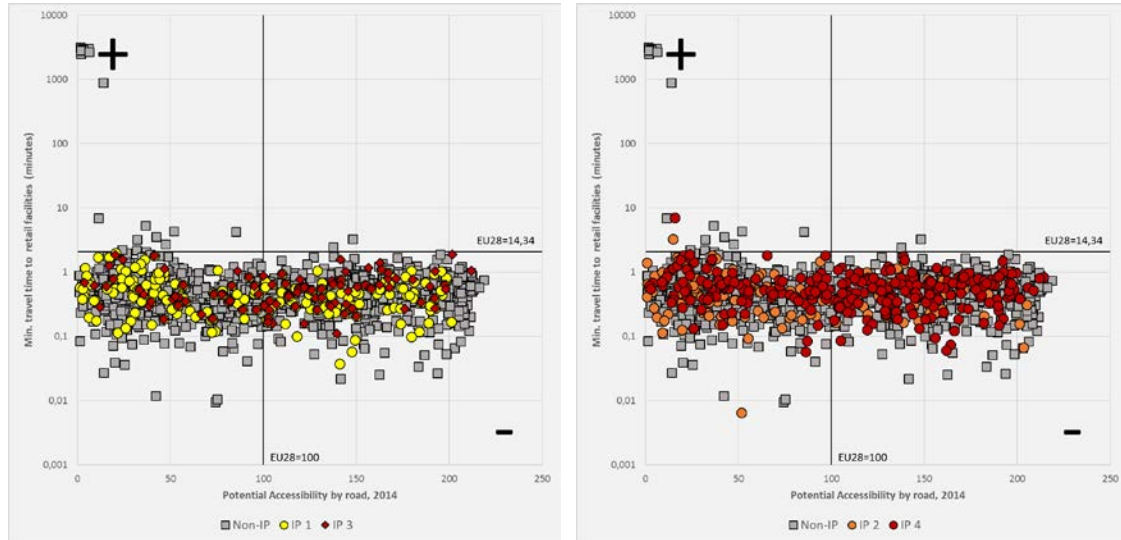 10000
1000
100
10
1
0,1
0,01
0,001
Min. travel time to retail facilities (minutes)
+
EU28=14,34
EU28=100
−
0 50 100 150 200 250
Potential Accessibility by road, 2014
Non-IP IP 1 IP 3
10000
1000
100
10
1
0,1
0,01
0,001
Min. travel time to retail facilities (minutes)
+
EU28=14,34
EU28=100
−
0 50 100 150 200 250
Potential Accessibility by road, 2014
Non-IP IP 2 IP 4